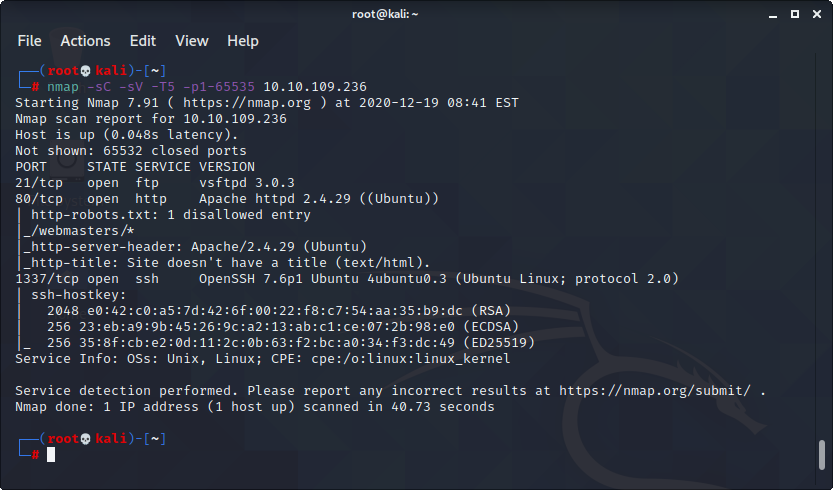 root@kali: ~
File Actions Edit View Help
┌──(root💀kali)-[~]
└─# nmap -sC -sV -T5 -p1-65535 10.10.109.236
Starting Nmap 7.91 ( https://nmap.org ) at 2020-12-19 08:41 EST
Nmap scan report for 10.10.109.236
Host is up (0.048s latency).
Not shown: 65532 closed ports
PORT     STATE SERVICE VERSION
21/tcp   open  ftp     vsftpd 3.0.3
80/tcp   open  http    Apache httpd 2.4.29 ((Ubuntu))
| http-robots.txt: 1 disallowed entry
|_/webmasters/*
|_http-server-header: Apache/2.4.29 (Ubuntu)
|_http-title: Site doesn't have a title (text/html).
1337/tcp open  ssh     OpenSSH 7.6p1 Ubuntu 4ubuntu0.3 (Ubuntu Linux; protocol 2.0)
| ssh-hostkey:
|   2048 e0:42:c0:a5:7d:42:6f:00:22:f8:c7:54:aa:35:b9:dc (RSA)
|   256 23:eb:a9:9b:45:26:9c:a2:13:ab:c1:ce:07:2b:98:e0 (ECDSA)
|_  256 35:8f:cb:e2:0d:11:2c:0b:63:f2:bc:a0:34:f3:dc:49 (ED25519)
Service Info: OSs: Unix, Linux; CPE: cpe:/o:linux:linux_kernel
Service detection performed. Please report any incorrect results at https://nmap.org/submit/ .
Nmap done: 1 IP address (1 host up) scanned in 40.73 seconds
┌──(root💀kali)-[~]
└─#